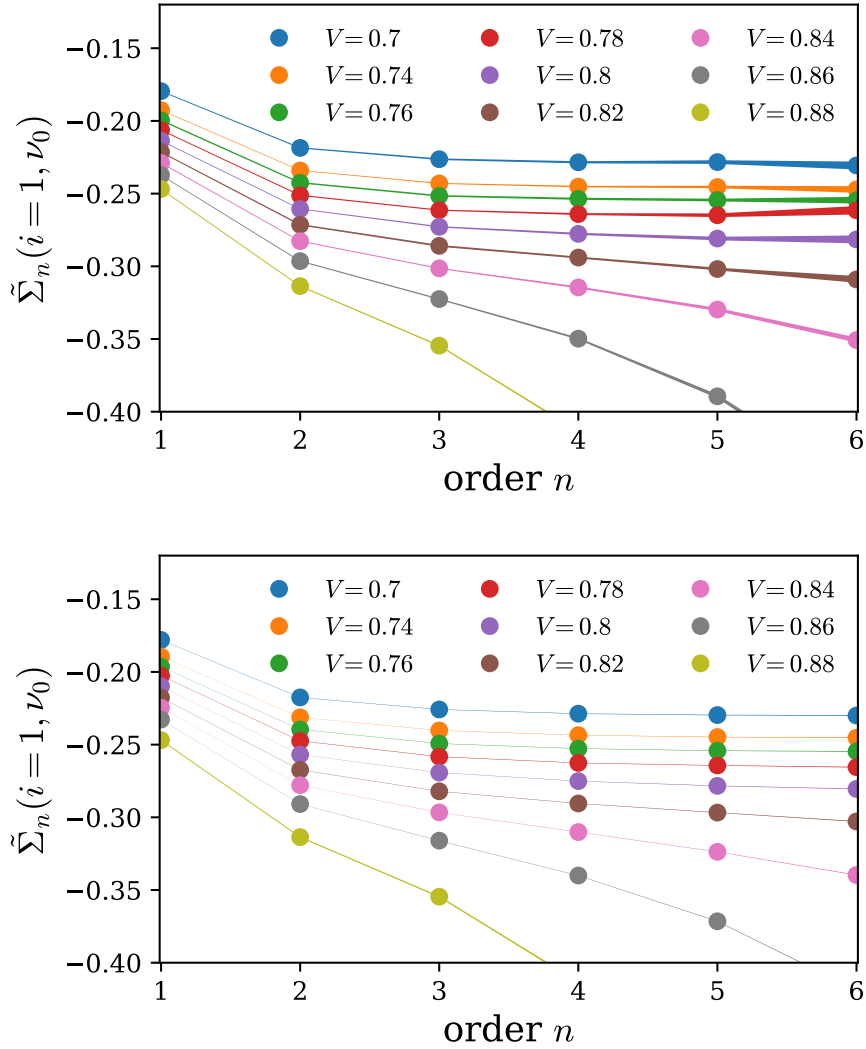 −0.15
−0.20
−0.25
−0.30
−0.35
−0.40
Σ̃ₙ(i = 1, ν₀)
V = 0.7
V = 0.74
V = 0.76
V = 0.78
V = 0.8
V = 0.82
V = 0.84
V = 0.86
V = 0.88
1 2 3 4 5 6
order n
−0.15
−0.20
−0.25
−0.30
−0.35
−0.40
Σ̃ₙ(i = 1, ν₀)
V = 0.7
V = 0.74
V = 0.76
V = 0.78
V = 0.8
V = 0.82
V = 0.84
V = 0.86
V = 0.88
1 2 3 4 5 6
order n